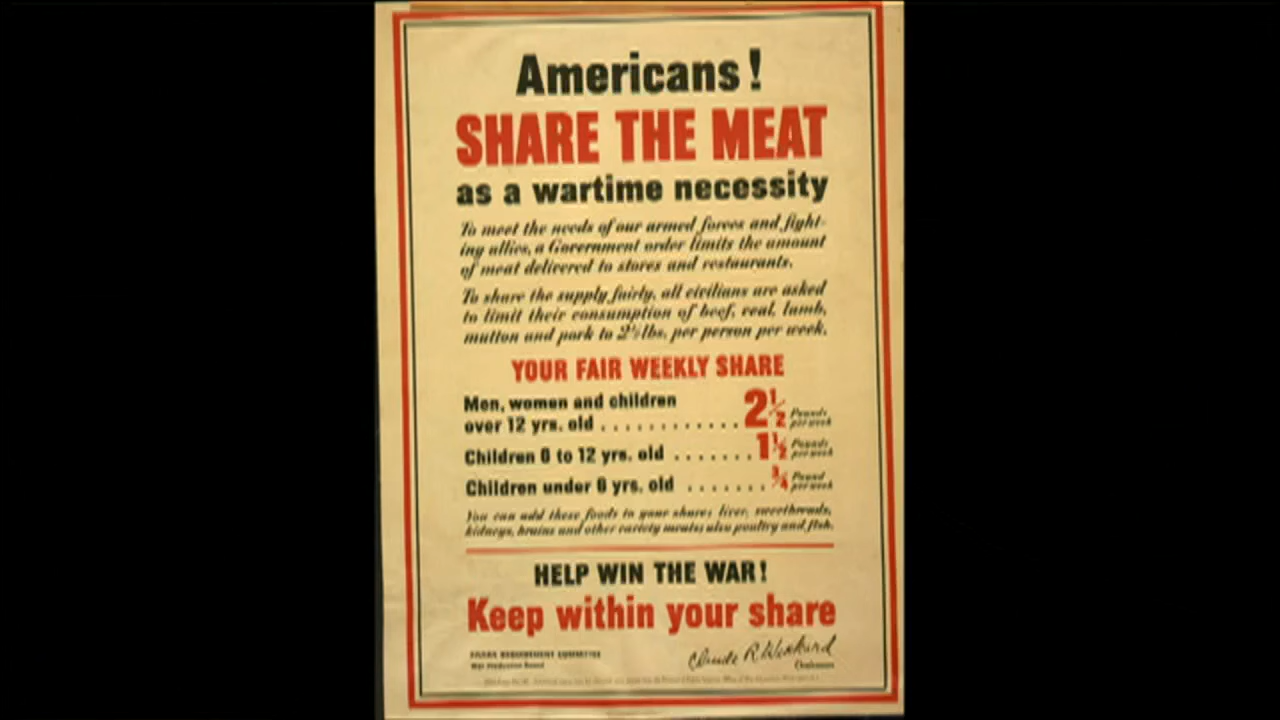 Americans!
SHARE THE MEAT
as a wartime necessity
To meet the needs of our armed forces and fight-
ing allies, a Government order limits the amount
of meat delivered to stores and restaurants.
To share the supply fairly, all civilians are asked
to limit their consumption of beef, veal, lamb,
mutton and pork to 2½ lbs. per person per week.
YOUR FAIR WEEKLY SHARE
Men, women and children
over 12 yrs. old . . . . . . . . . . . . 2½ Pounds per week
Children 6 to 12 yrs. old . . . . . . . 1½ Pounds per week
Children under 6 yrs. old . . . . . . . ¾ Pound per week
You can add these foods to your share: liver, sweetbreads,
kidneys, brains and other variety meats; also poultry and fish.
HELP WIN THE WAR!
Keep within your share
FOODS REQUIREMENT COMMITTEE
War Production Board
Claude R. Wickard
Chairman